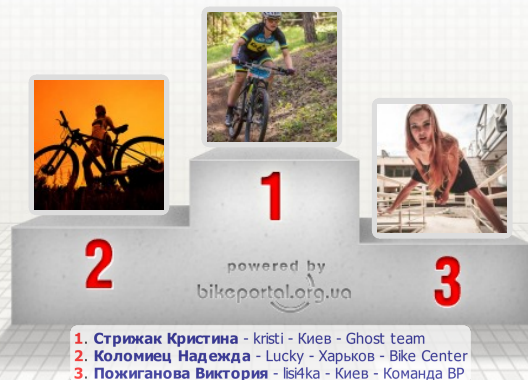 1
2
3
powered by
bikeportal.org.ua
1. Стрижак Кристина - kristi - Киев - Ghost team
2. Коломиец Надежда - Lucky - Харьков - Bike Center
3. Пожиганова Виктория - lisi4ka - Киев - Команда BP